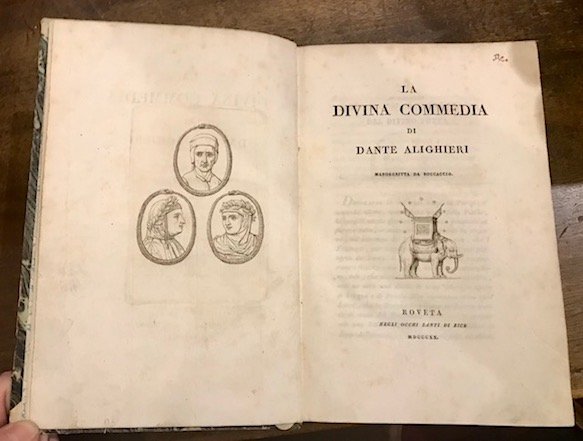 LA
DIVINA COMMEDIA
DI
DANTE ALIGHIERI
MANOSCRITTA DA BOCCACCIO.
ROVETA
NEGLI OCCHI SANTI DI BICE
MDCCCXX.